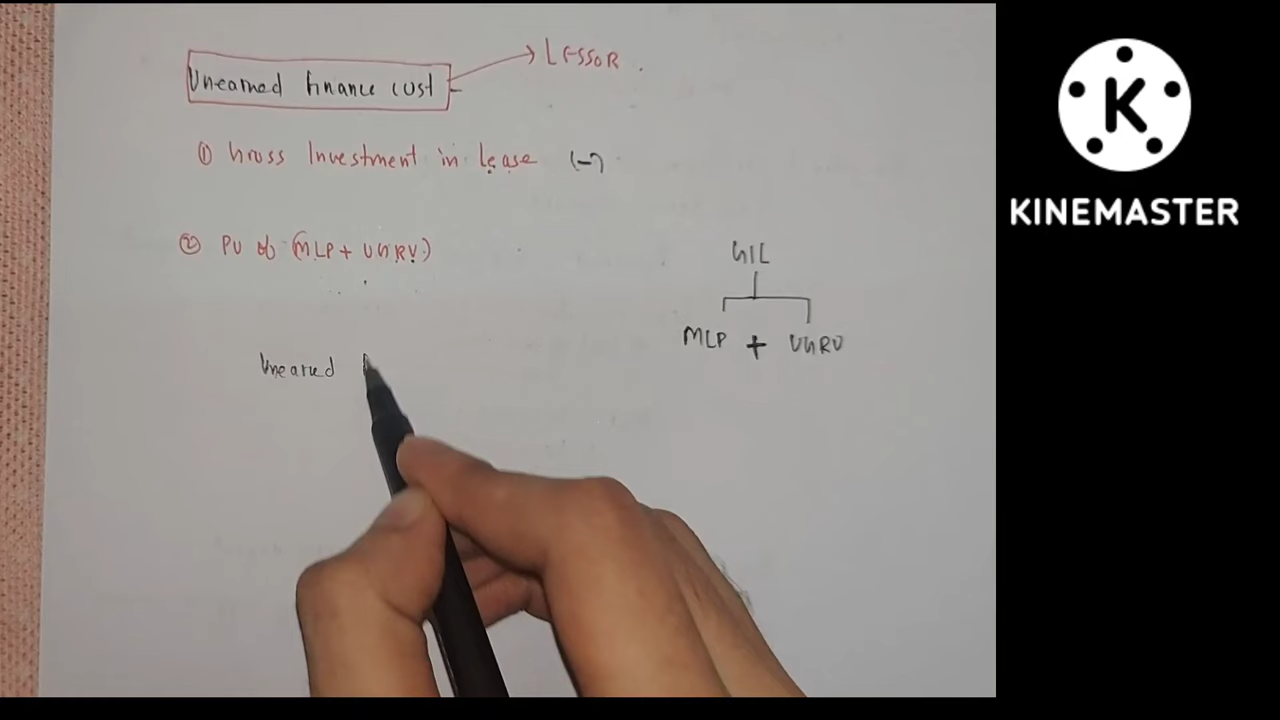 Unearned finance cost
→ LESSOR.
① Gross Investment in Lease (-)
② PV of (MLP + UGRV)
GIL
MLP + UGRV
Unearned
K
KINEMASTER